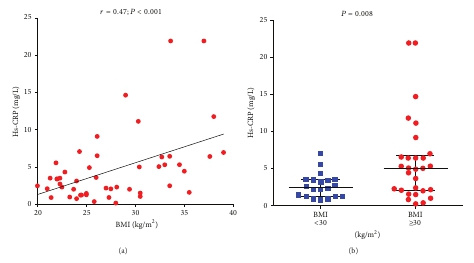 r = 0.47; P < 0.001
25
20
15
10
5
0
Hs-CRP (mg/L)
20
25
30
35
40
BMI (kg/m²)
(a)
P = 0.008
25
20
15
10
5
0
Hs-CRP (mg/L)
BMI
<30
BMI
≥30
(kg/m²)
(b)